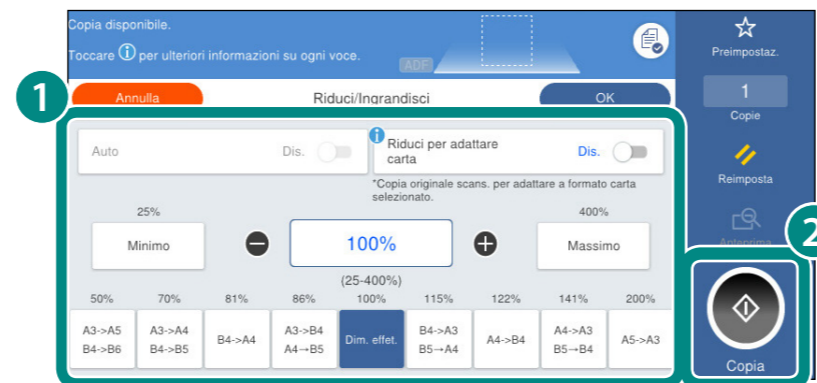 Copia disponibile.
Toccare i per ulteriori informazioni su ogni voce.
ADF
Preimpostaz.
1
Annulla
Riduci/Ingrandisci
OK
1
Copie
Auto
Dis.
i
Riduci per adattare
carta
Dis.
*Copia originale scans. per adattare a formato carta
selezionato.
Reimposta
25%
400%
Minimo
100%
Massimo
Anteprima
2
(25-400%)
50% 70% 81% 86% 100% 115% 122% 141% 200%
A3->A5
B4->B6
A3->A4
B4->B5
B4->A4
A3->B4
A4→B5
Dim. effet.
B4->A3
B5→A4
A4->B4
A4->A3
B5→B4
A5->A3
Copia